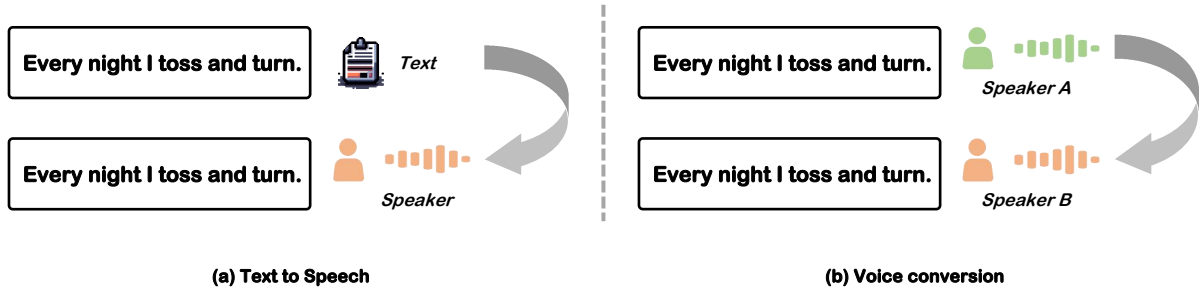 Every night I toss and turn.
Text
Every night I toss and turn.
Speaker
(a) Text to Speech
Every night I toss and turn.
Speaker A
Every night I toss and turn.
Speaker B
(b) Voice conversion